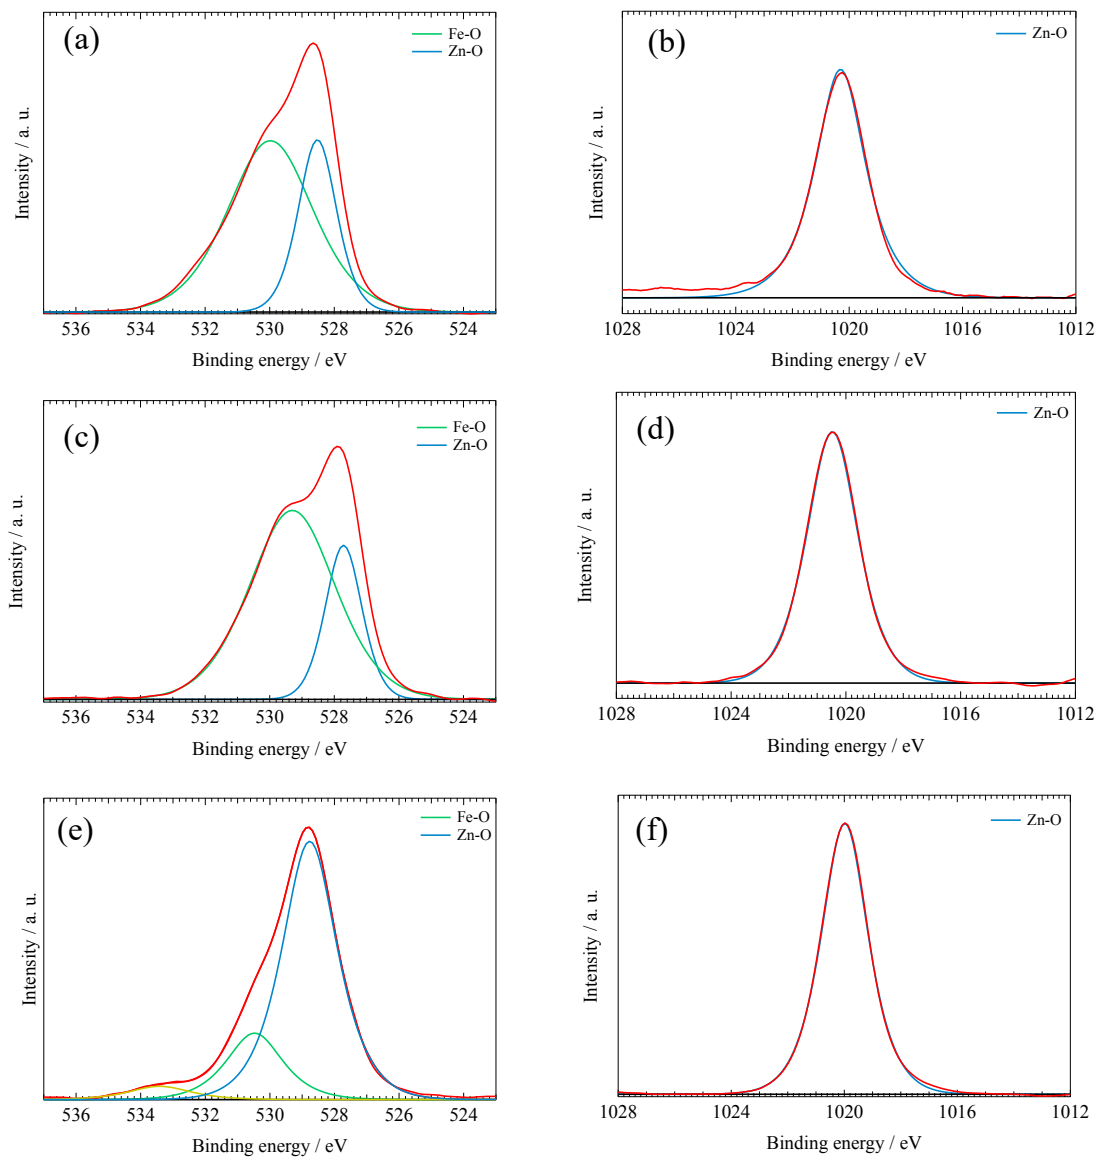 (a)
Fe-O
Zn-O
Intensity / a. u.
536 534 532 530 528 526 524
Binding energy / eV
(b)
Zn-O
Intensity / a. u.
1028 1024 1020 1016 1012
Binding energy / eV
(c)
Fe-O
Zn-O
Intensity / a. u.
536 534 532 530 528 526 524
Binding energy / eV
(d)
Zn-O
Intensity / a. u.
1028 1024 1020 1016 1012
Binding energy / eV
(e)
Fe-O
Zn-O
Intensity / a. u.
536 534 532 530 528 526 524
Binding energy / eV
(f)
Zn-O
Intensity / a. u.
1028 1024 1020 1016 1012
Binding energy / eV